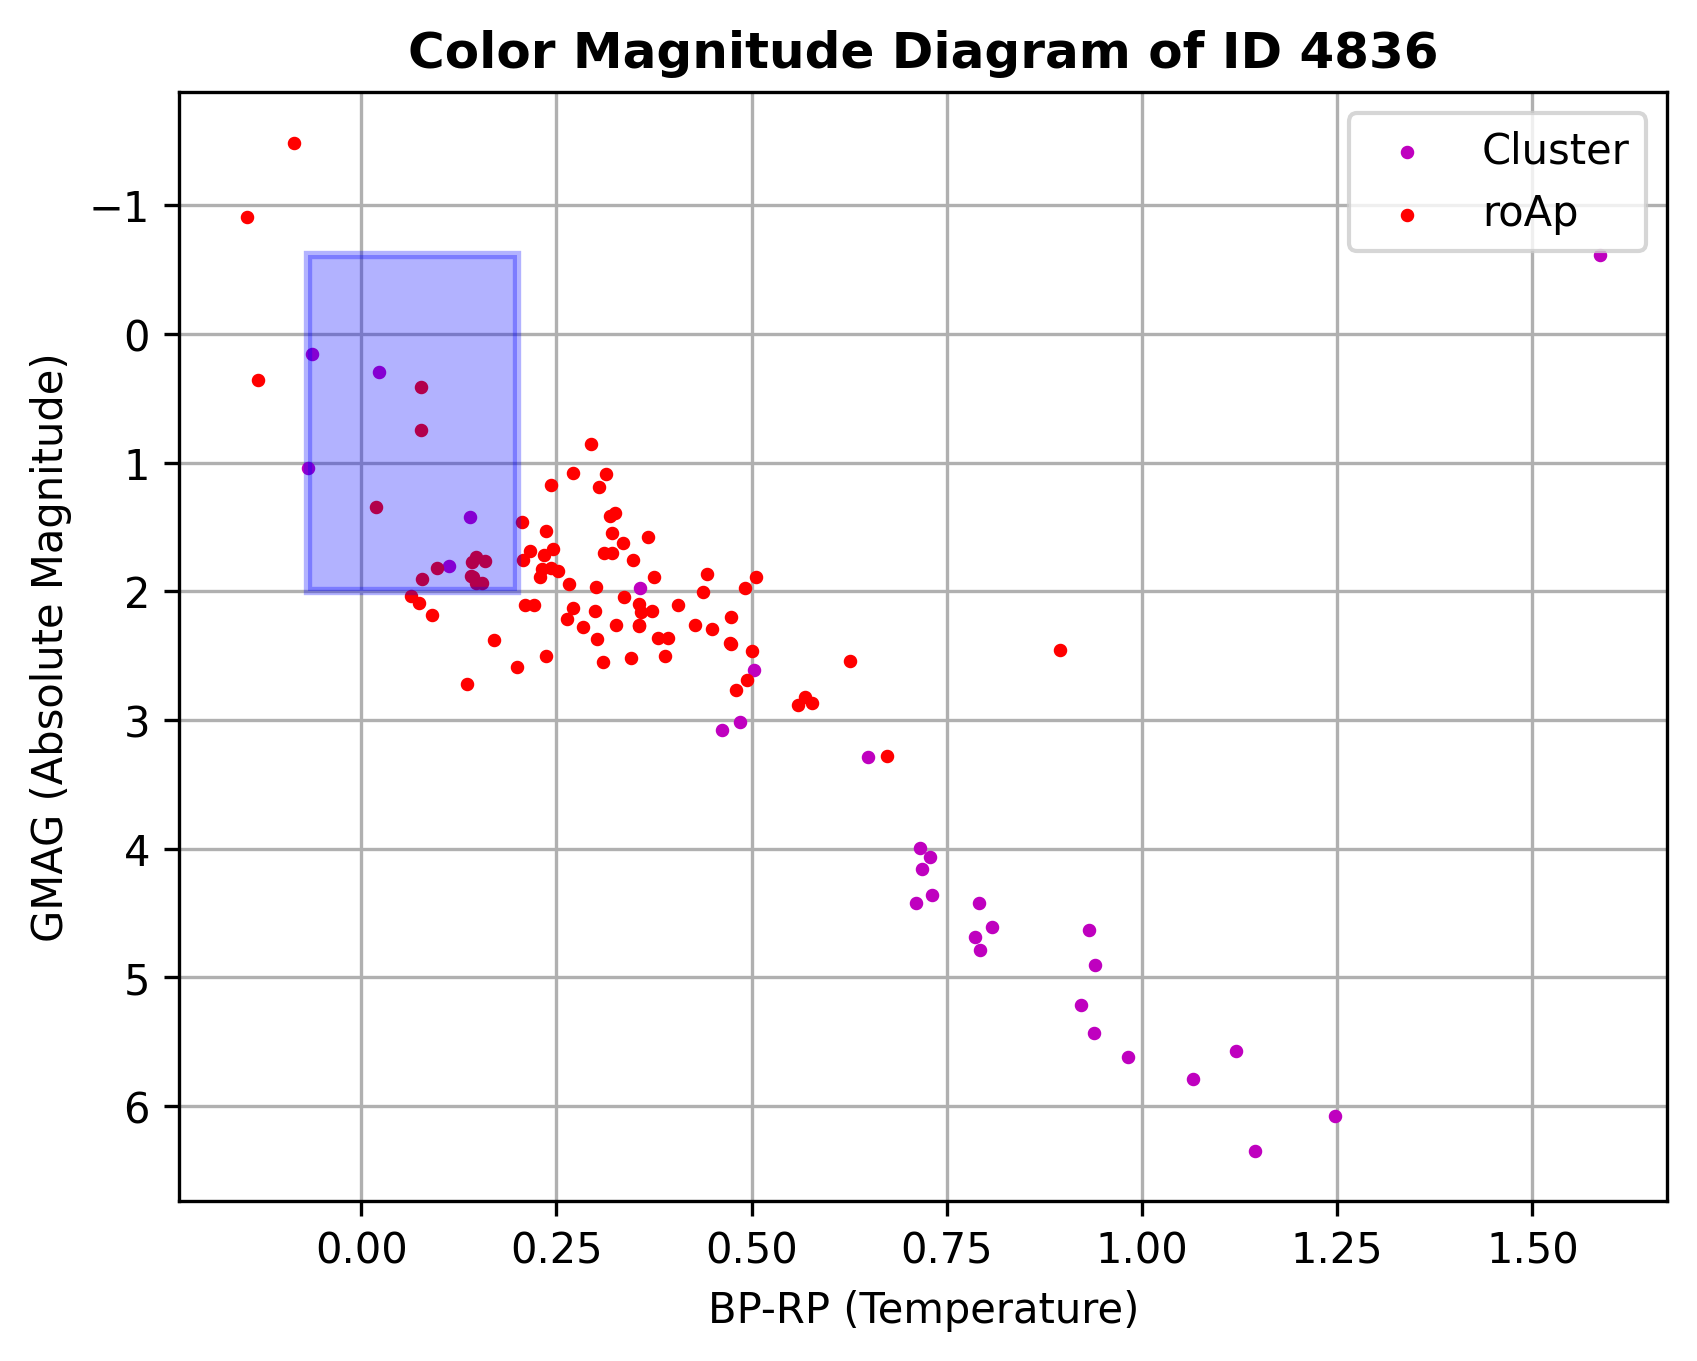 Color Magnitude Diagram of ID 4836
Cluster
roAp
GMAG (Absolute Magnitude)
−1
0
1
2
3
4
5
6
0.00 0.25 0.50 0.75 1.00 1.25 1.50
BP-RP (Temperature)